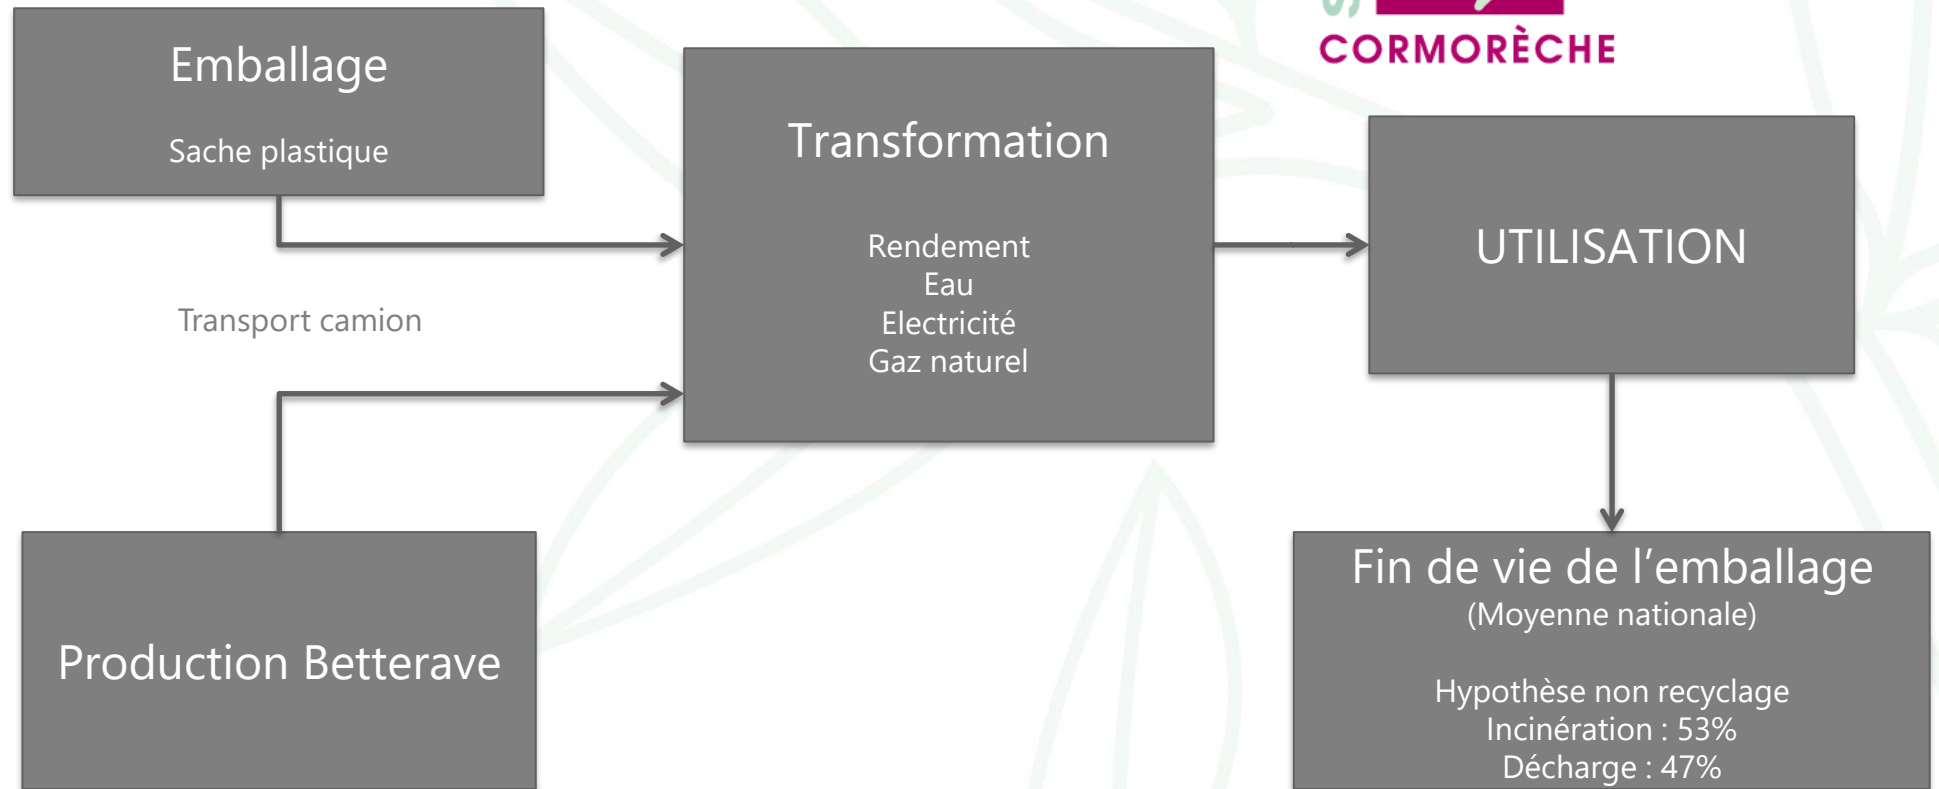 CORMORÈCHE
Emballage
Sache plastique
Transformation
Rendement
Eau
Electricité
Gaz naturel
UTILISATION
Transport camion
Production Betterave
Fin de vie de l’emballage
(Moyenne nationale)
Hypothèse non recyclage
Incinération : 53%
Décharge : 47%